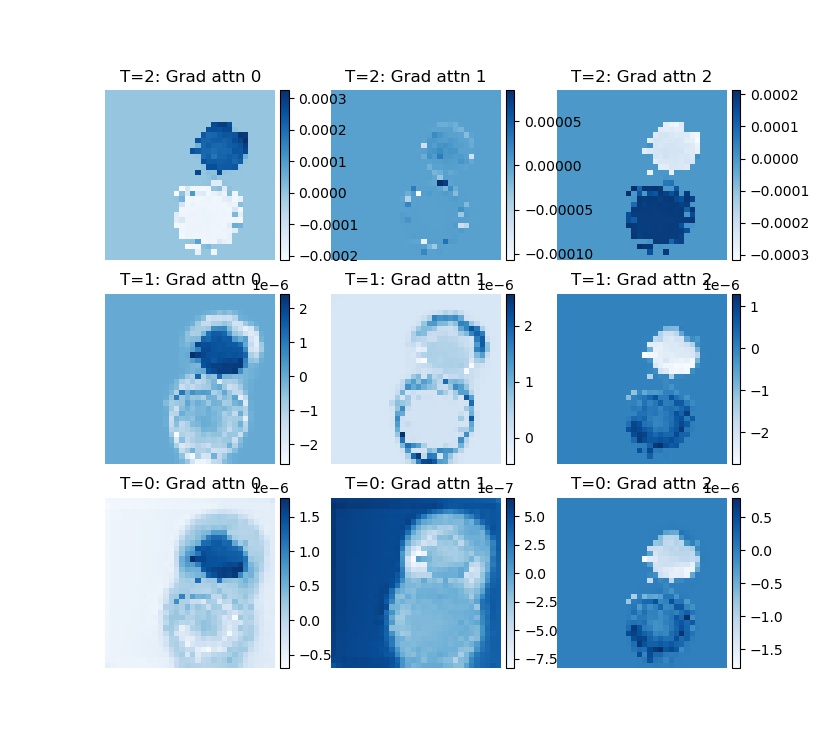 T=2: Grad attn 0
0.0003
0.0002
0.0001
0.0000
−0.0001
−0.0002
T=2: Grad attn 1
0.00005
0.00000
−0.00005
−0.00010
T=2: Grad attn 2
0.0002
0.0001
0.0000
−0.0001
−0.0002
−0.0003
T=1: Grad attn 0
1e−6
2
1
0
−1
−2
T=1: Grad attn 1
1e−6
2
1
0
T=1: Grad attn 2
1e−6
1
0
−1
−2
T=0: Grad attn 0
1e−6
1.5
1.0
0.5
0.0
−0.5
T=0: Grad attn 1
1e−7
5.0
2.5
0.0
−2.5
−5.0
−7.5
T=0: Grad attn 2
1e−6
0.5
0.0
−0.5
−1.0
−1.5